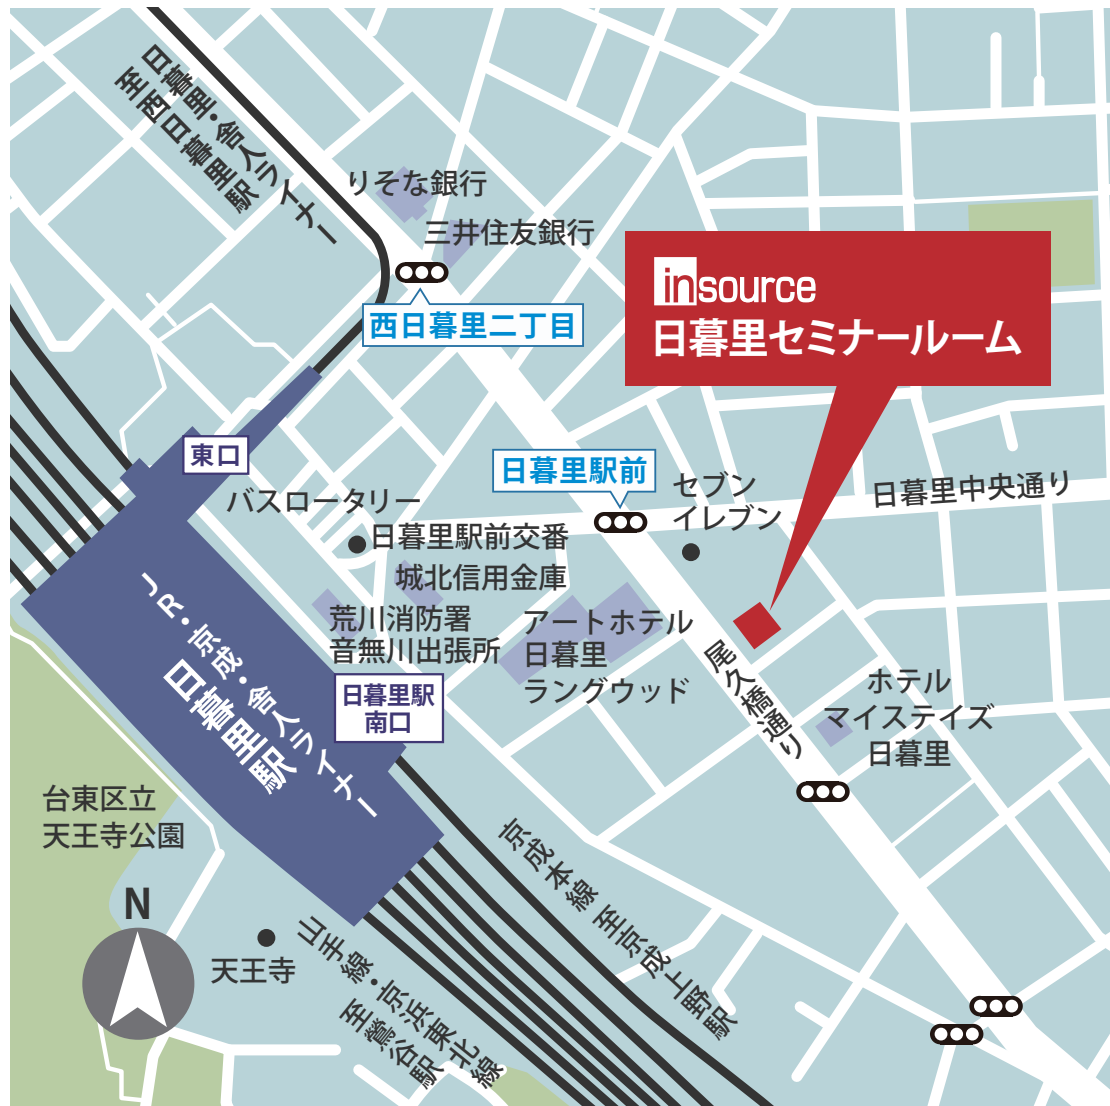 日暮里・舎人ライナー
至西日暮里駅
りそな銀行
三井住友銀行
西日暮里二丁目
insource
日暮里セミナールーム
東口
バスロータリー
日暮里駅前
セブン
イレブン
日暮里中央通り
日暮里駅前交番
城北信用金庫
荒川消防署
音無川出張所
アートホテル
日暮里
ラングウッド
JR・京成・舎人ライナー
日暮里駅
日暮里駅
南口
尾久橋通り
ホテル
マイステイズ
日暮里
台東区立
天王寺公園
N
天王寺
京成本線 至京成上野駅
山手線・京浜東北線
至鶯谷駅